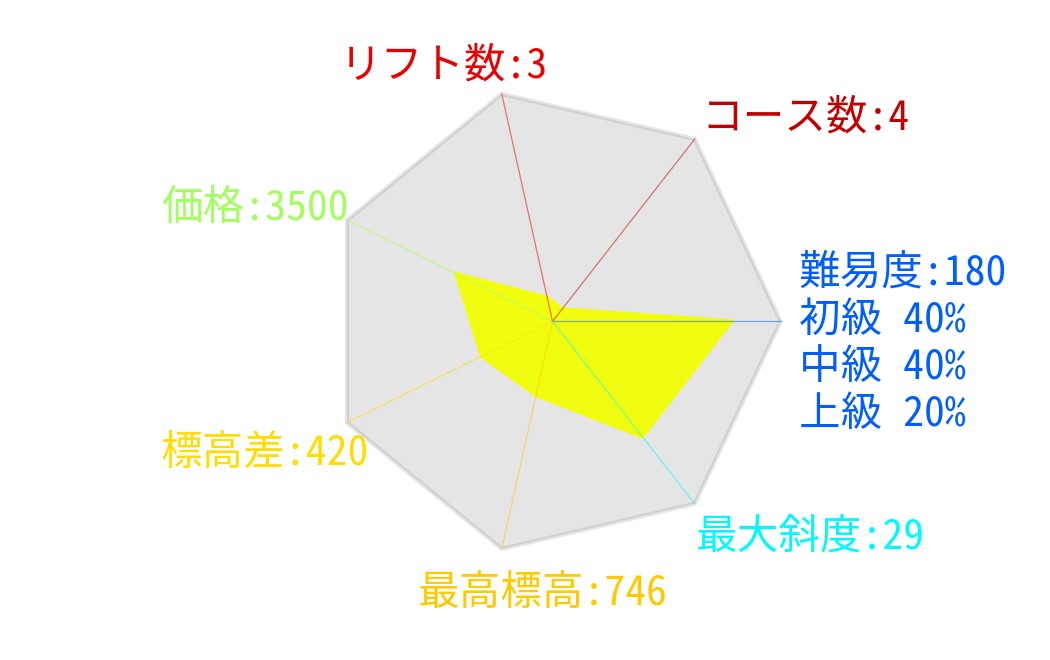 リフト数:3
コース数:4
価格:3500
難易度:180
初級 40%
中級 40%
上級 20%
標高差:420
最大斜度:29
最高標高:746